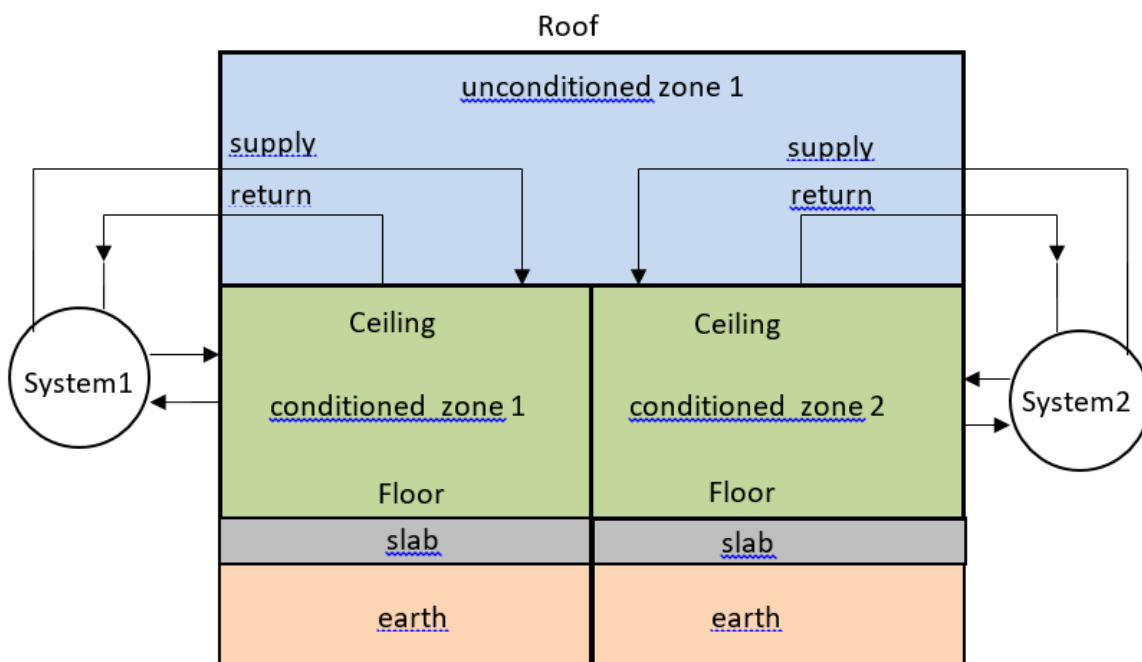 Roof
unconditioned zone 1
supply
supply
return
return
Ceiling
Ceiling
System1
conditioned zone 1
conditioned zone 2
System2
Floor
Floor
slab
slab
earth
earth